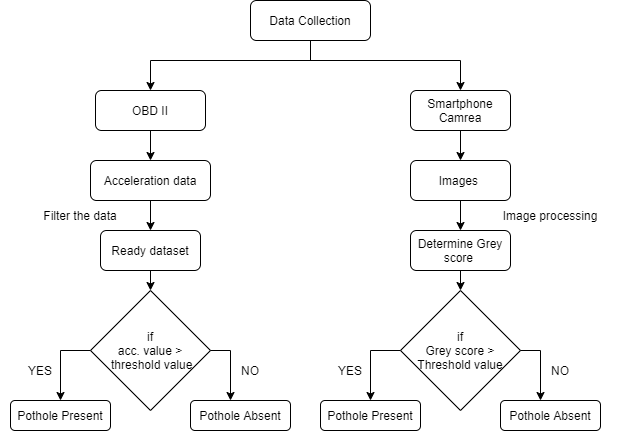 Data Collection
OBD II
Smartphone
Camrea
Acceleration data
Images
Filter the data
Image processing
Ready dataset
Determine Grey
score
if
acc. value >
threshold value
if
Grey score >
Threshold value
YES
NO
YES
NO
Pothole Present
Pothole Absent
Pothole Present
Pothole Absent